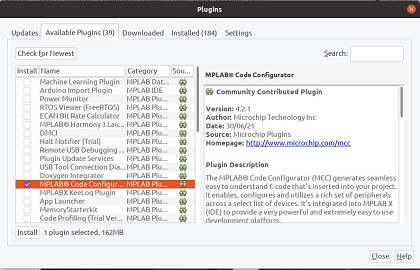 Plugins
Updates
Available Plugins (39)
Downloaded
Installed (184)
Settings
Check for Newest
Search:
Install Name Category Sou...
Machine Learning Plugin MPLAB Dat...
Arduino Import Plugin MPLAB IDE
Power Monitor MPLAB Plu...
RTOS Viewer (FreeRTOS) MPLAB Plu...
ECAN Bit Rate Calculator MPLAB Plu...
MPLAB® Harmony 3 Lau... MPLAB Plu...
DMCI MPLAB Plu...
Halt Notifier (Trial) MPLAB Plu...
Remote USB Debugging ... MPLAB Plu...
Plugin Update Services MPLAB Plu...
USB Tool Connection Dia... MPLAB Plu...
Doxygen Integrator MPLAB Plu...
MPLAB® Code Configur... MPLAB Plu...
MPLABX KeeLoq Plugin MPLAB Plu...
App Launcher MPLAB Plu...
MemoryStarterkit MPLAB Plu...
Code Profiling (Trial Ver... MPLAB Plu...
MPLAB® Code Configurator
Community Contributed Plugin
Version: 4.2.1
Author: Microchip Technology Inc
Date: 30/06/21
Source: Microchip Plugins
Homepage: http://www.microchip.com/mcc
Plugin Description
The MPLAB® Code Configurator (MCC) generates seamless
easy to understand C code that's inserted into your project.
It enables, configures and utilizes a rich set of peripherals
across a select list of devices. It's integrated into MPLAB X
(IDE) to provide a very powerful and extremely easy to use
development platform.
Install
1 plugin selected, 162MB
Close
Help